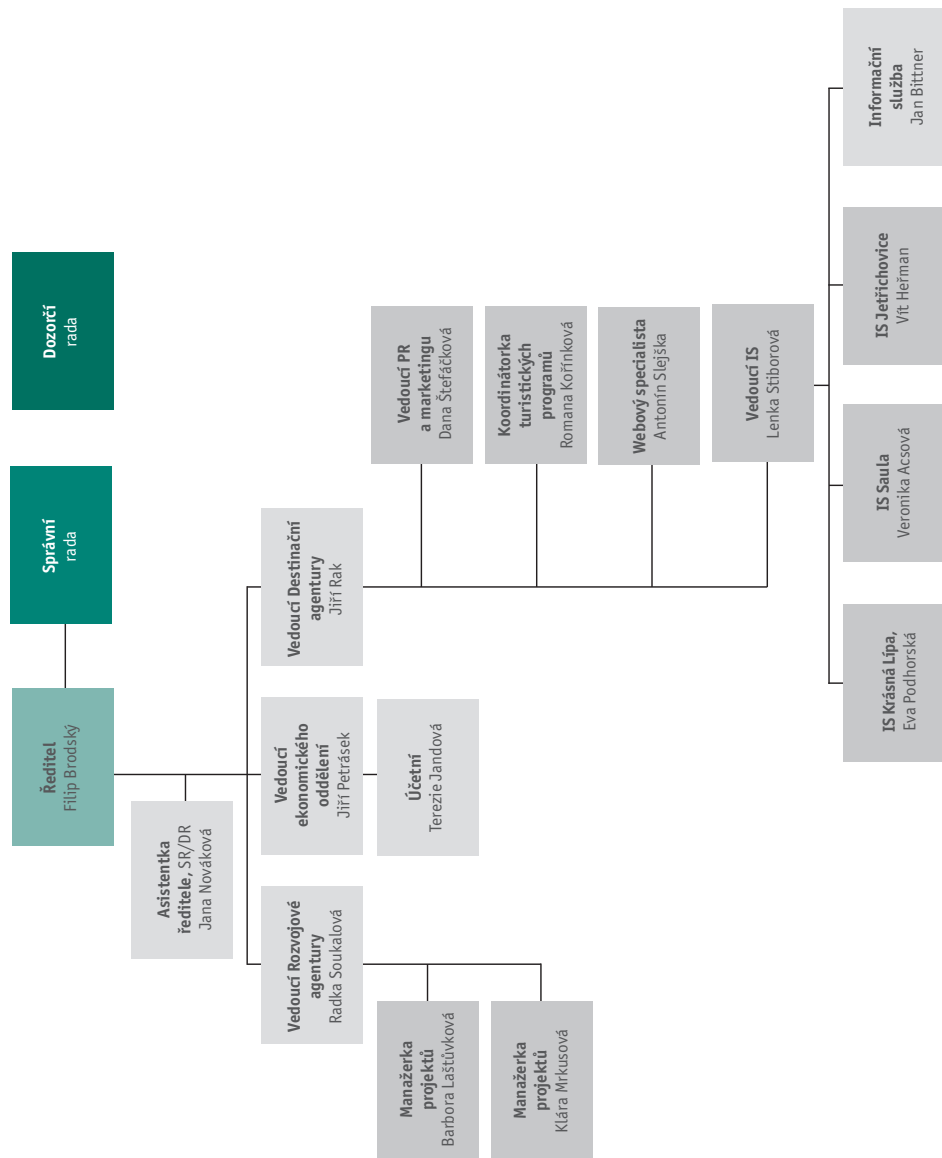 Dozorčí
rada
Správní
rada
Ředitel
Filip Brodský
Asistentka
ředitele, SR/DR
Jana Nováková
Vedoucí Rozvojové
agentury
Radka Soukalová
Vedoucí
ekonomického
oddělení
Jiří Petrásek
Vedoucí Destinační
agentury
Jiří Rak
Manažerka
projektů
Barbora Laštůvková
Manažerka
projektů
Klára Mrkusová
Účetní
Terezie Jandová
Vedoucí PR
a marketingu
Dana Štefáčková
Koordinátorka
turistických
programů
Romana Kořínková
Webový specialista
Antonín Slejška
Vedoucí IS
Lenka Stiborová
IS Krásná Lípa,
Eva Podhorská
IS Saula
Veronika Acsová
IS Jetřichovice
Vít Heřman
Informační
služba
Jan Bittner